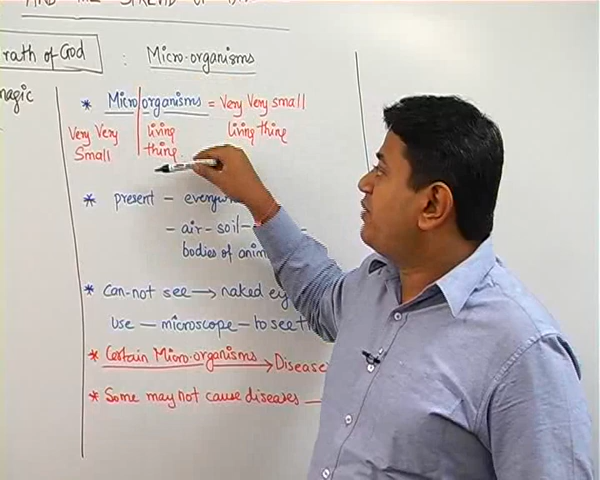 AND THE SPREAD OF
rath of God : Micro-organisms
magic
* Micro|organisms = Very Very small
living thing
Very Very
Small
living
thing
* present - everyw
- air - soil -
bodies of anim
* Can-not see → naked ey
use - microscope - to see t
* Certain Micro-organisms → Disease
* Some may not cause diseases -